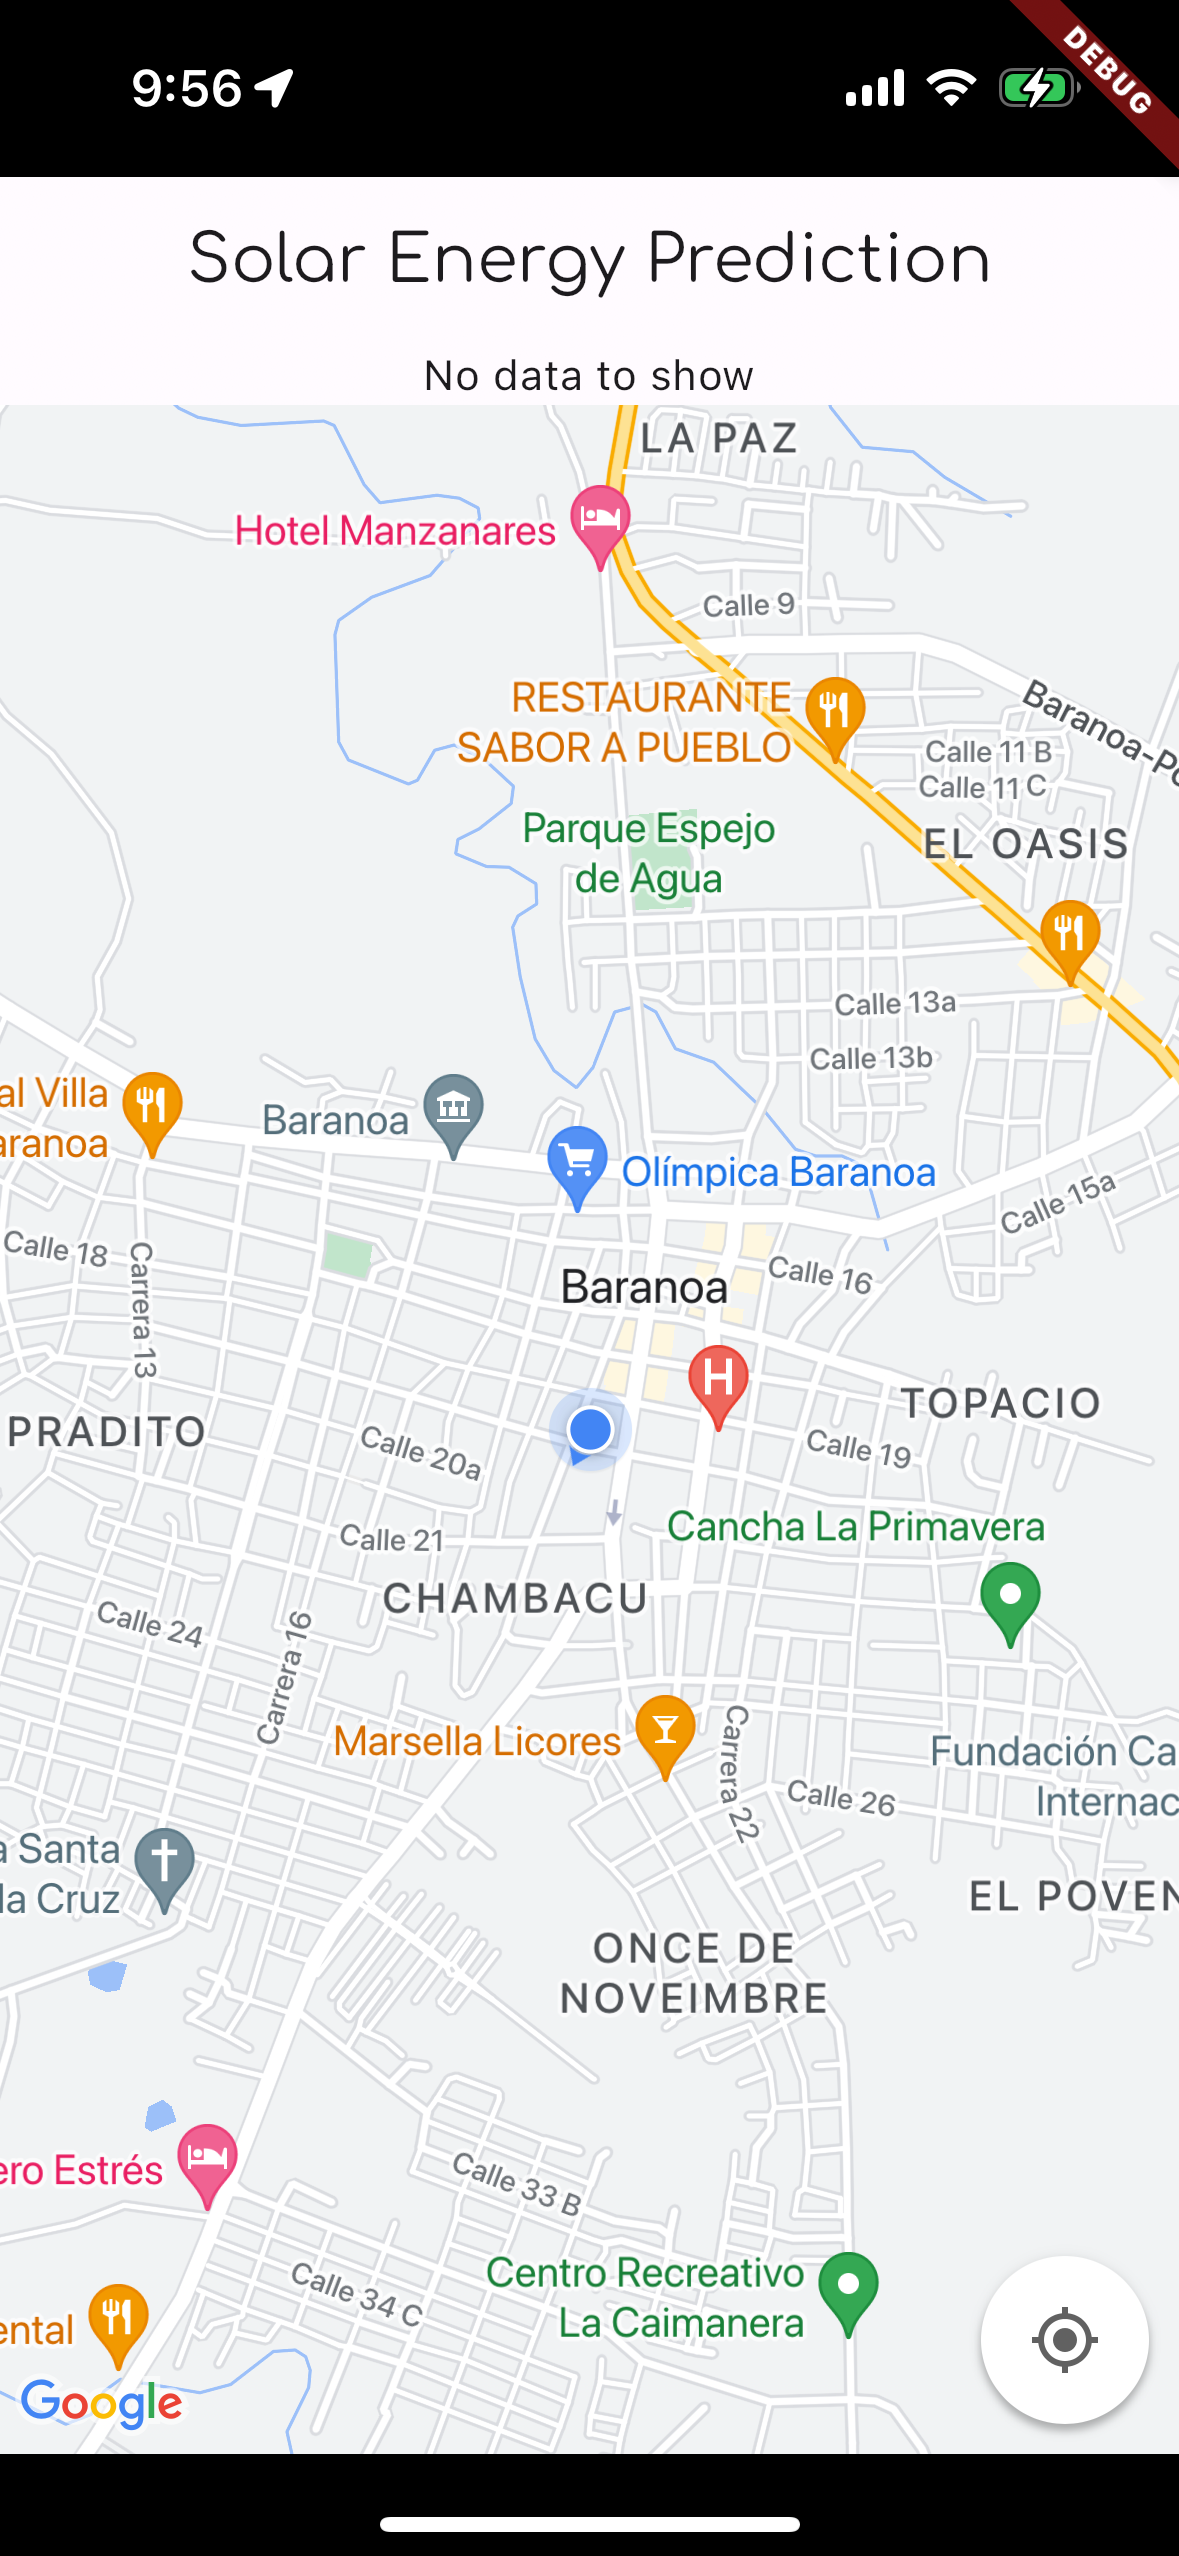 9:56
DEBUG
Solar Energy Prediction
No data to show
LA PAZ
Hotel Manzanares
Calle 9
RESTAURANTE
SABOR A PUEBLO
Baranoa-Po
Calle 11 B
Calle 11 C
Parque Espejo
de Agua
EL OASIS
Calle 13a
Calle 13b
al Villa
aranoa
Baranoa
Olímpica Baranoa
Calle 15a
Calle 18
Carrera 13
Calle 16
Baranoa
H
TOPACIO
PRADITO
Calle 20a
Calle 19
Cancha La Primavera
Calle 21
CHAMBACU
Calle 24
Carrera 16
Marsella Licores
Carrera 22
Fundación Ca
Internac
Calle 26
a Santa
la Cruz
EL POVEN
ONCE DE
NOVEIMBRE
ero Estrés
Calle 33 B
Calle 34 C
Centro Recreativo
La Caimanera
ental
Google